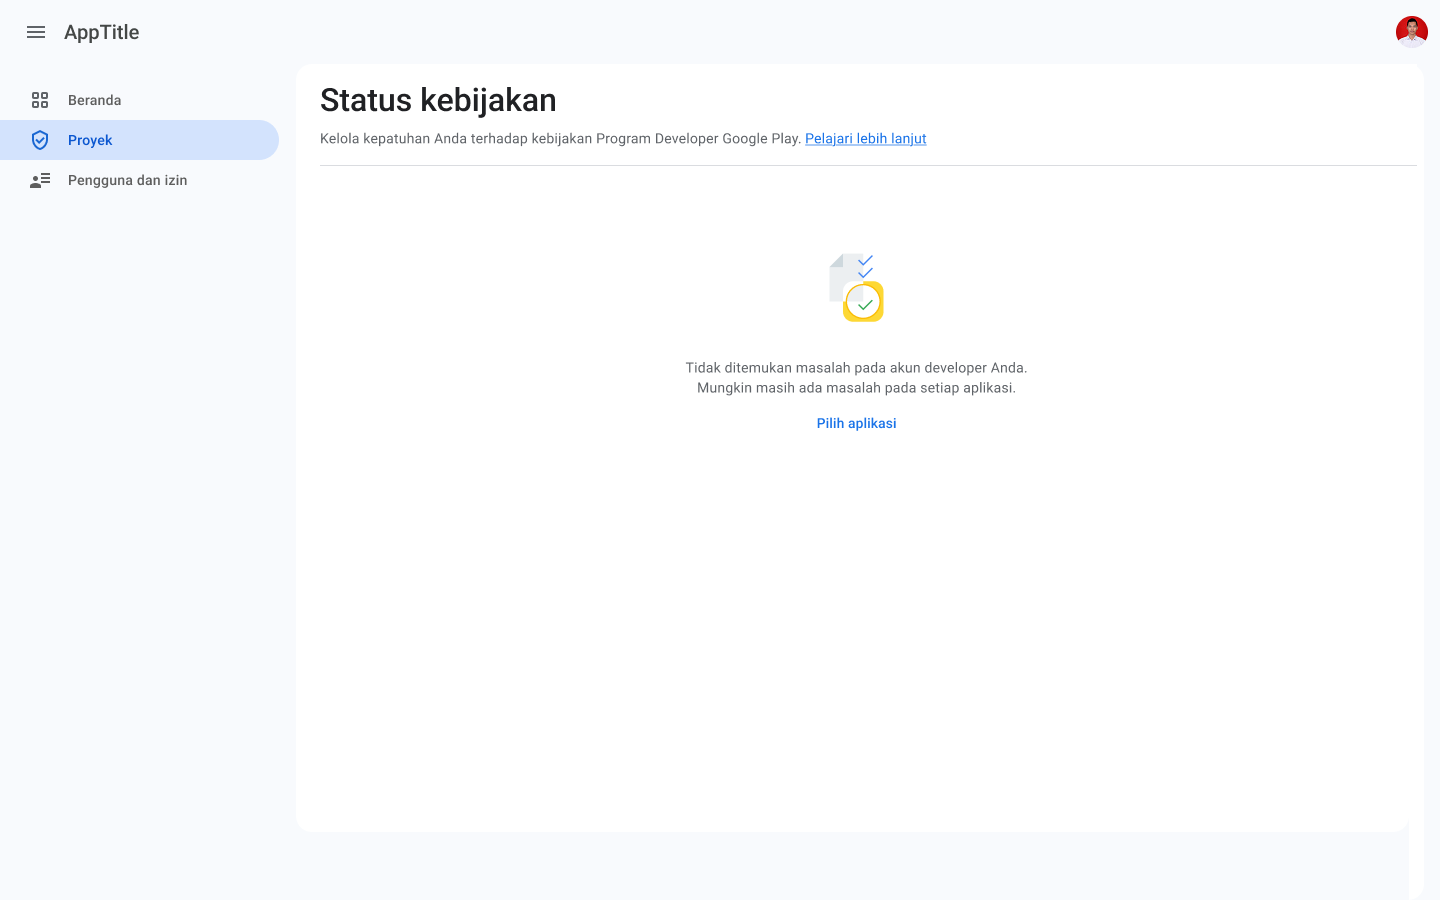 AppTitle
Beranda
Proyek
Pengguna dan izin
Status kebijakan
Kelola kepatuhan Anda terhadap kebijakan Program Developer Google Play. Pelajari lebih lanjut
Tidak ditemukan masalah pada akun developer Anda.
Mungkin masih ada masalah pada setiap aplikasi.
Pilih aplikasi